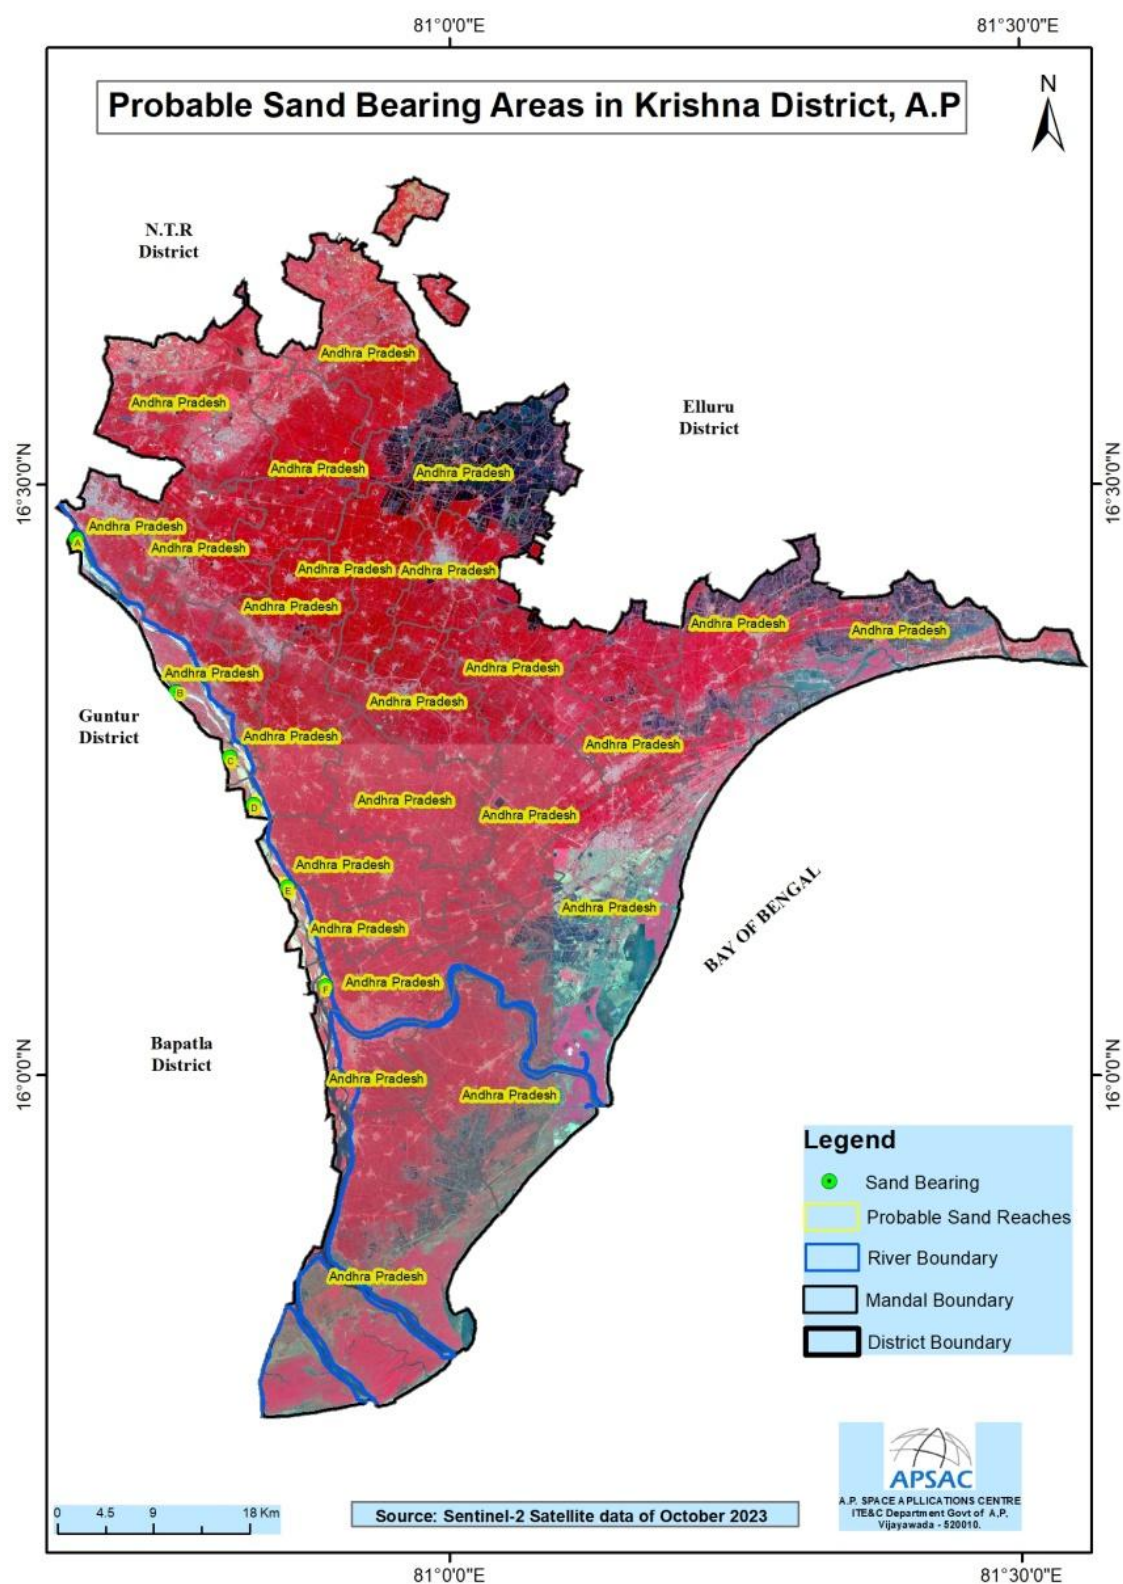 81°0'0"E
81°30'0"E
Probable Sand Bearing Areas in Krishna District, A.P
N
N.T.R
District
Andhra Pradesh
Andhra Pradesh
Elluru
District
Andhra Pradesh
Andhra Pradesh
16°30'0"N
16°30'0"N
Andhra Pradesh
A
Andhra Pradesh
Andhra Pradesh
Andhra Pradesh
Andhra Pradesh
Andhra Pradesh
Andhra Pradesh
Andhra Pradesh
Andhra Pradesh
B
Andhra Pradesh
Guntur
District
Andhra Pradesh
Andhra Pradesh
C
Andhra Pradesh
D
Andhra Pradesh
Andhra Pradesh
E
Andhra Pradesh
BAY OF BENGAL
Andhra Pradesh
Andhra Pradesh
F
Bapatla
District
16°0'0"N
16°0'0"N
Andhra Pradesh
Andhra Pradesh
Legend
Sand Bearing
Probable Sand Reaches
River Boundary
Mandal Boundary
District Boundary
Andhra Pradesh
APSAC
A.P. SPACE APLLICATIONS CENTRE
ITE&C Department Govt of A.P.
Vijayawada - 520010.
0 4.5 9 18 Km
Source: Sentinel-2 Satellite data of October 2023
81°0'0"E
81°30'0"E